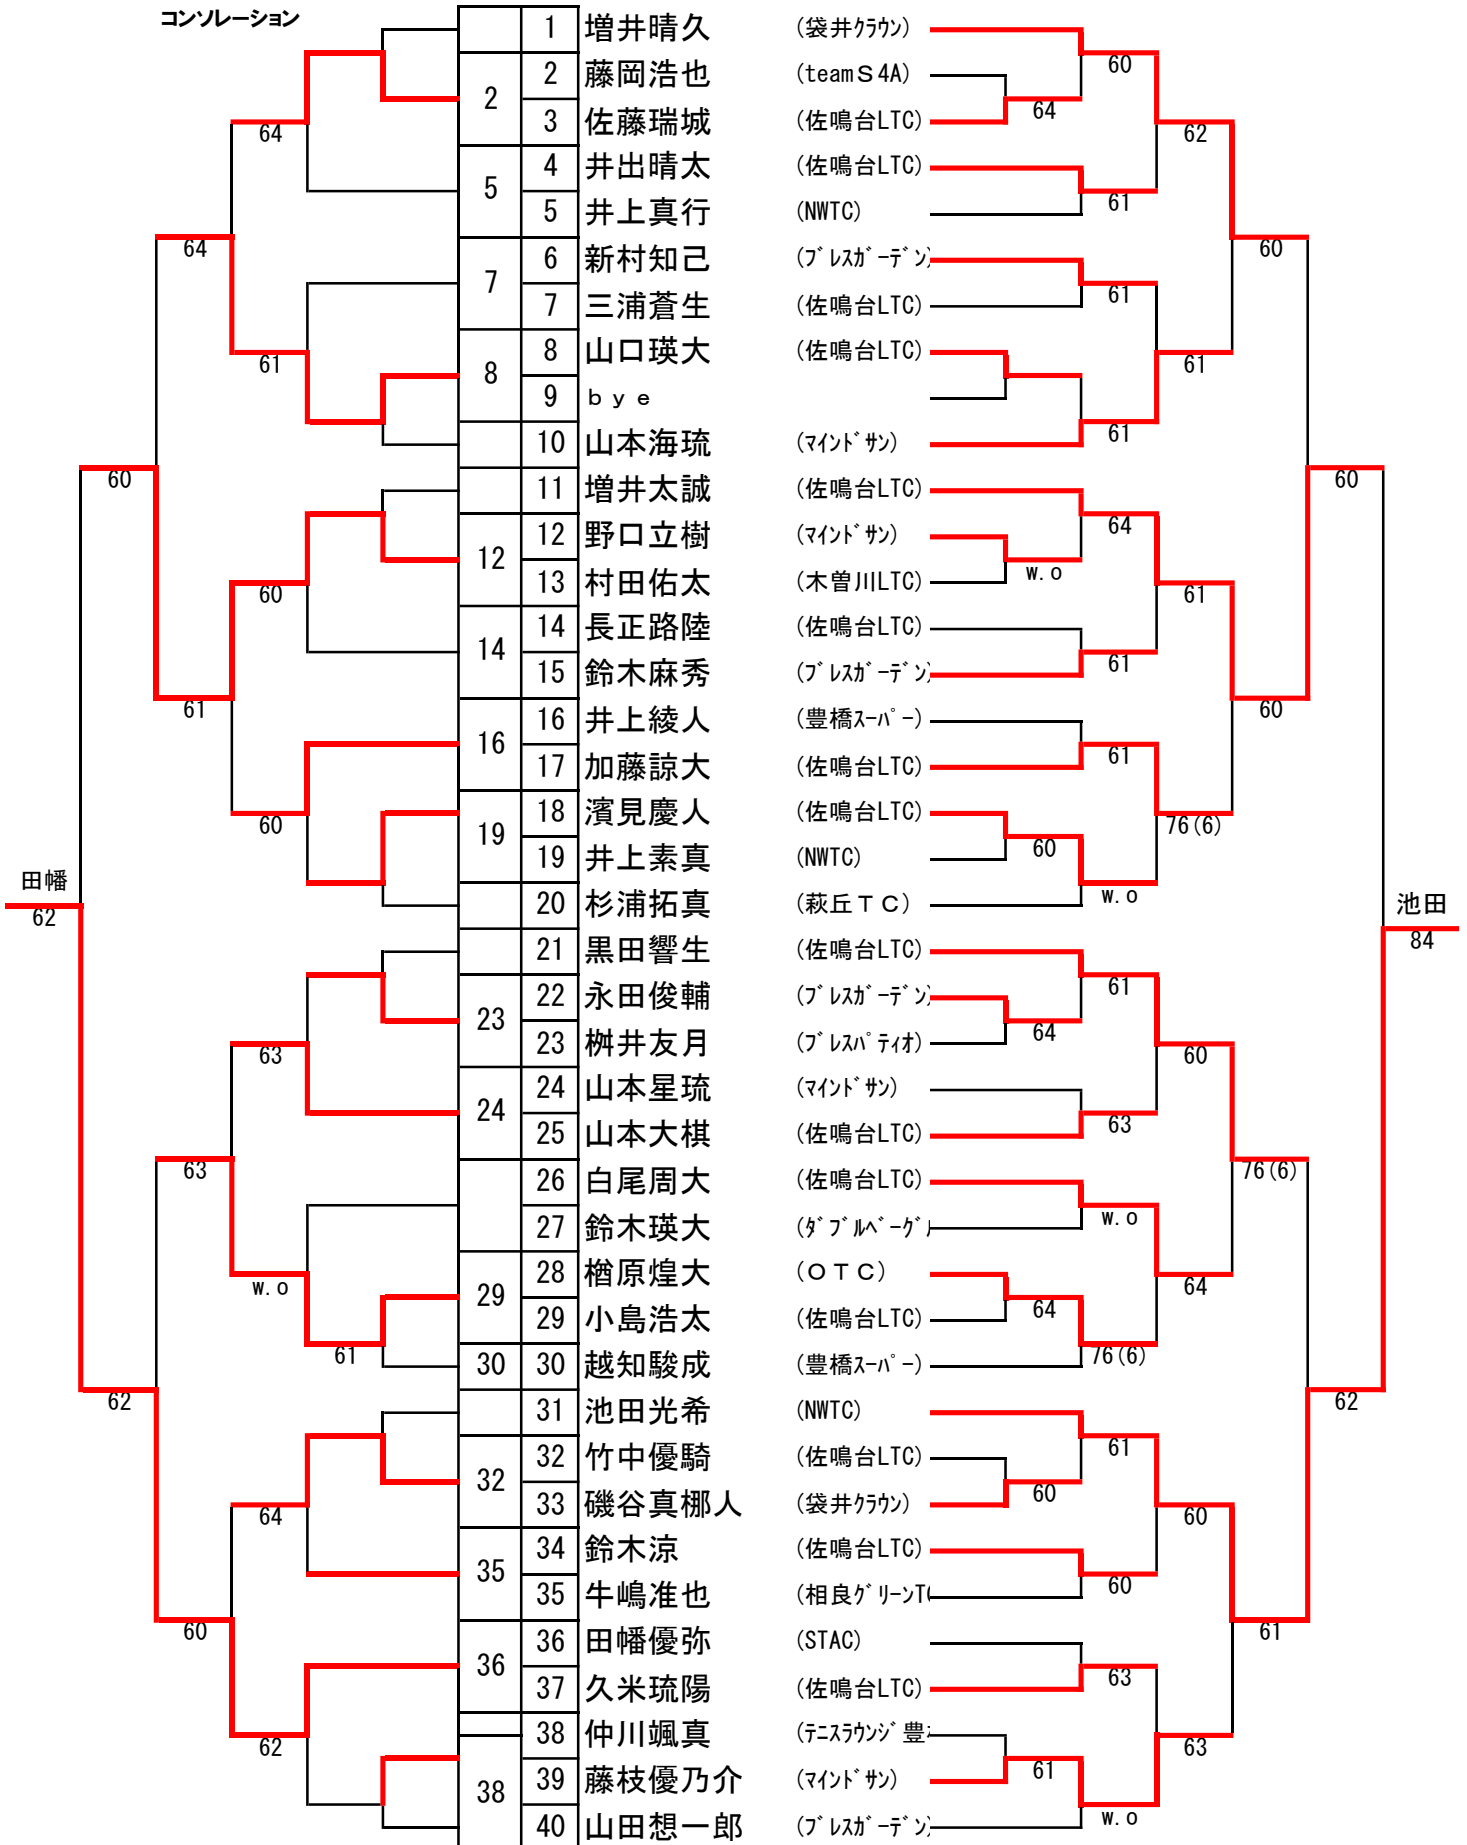 コンソレーション
1 増井晴久 (袋井クラウン)
60
2 藤岡浩也 (teamS4A)
2
64
3 佐藤瑞城 (佐鳴台LTC)
64
62
4 井出晴太 (佐鳴台LTC)
5
61
5 井上真行 (NWTC)
64
60
6 新村知己 (ブレスガーデン)
7
61
7 三浦蒼生 (佐鳴台LTC)
8 山口瑛大 (佐鳴台LTC)
61
61
8
9 bye
10 山本海琉 (マインドサン)
61
60
60
11 増井太誠 (佐鳴台LTC)
64
12 野口立樹 (マインドサン)
12
w.o
13 村田佑太 (木曽川LTC)
60
61
14 長正路陸 (佐鳴台LTC)
14
61
15 鈴木麻秀 (ブレスガーデン)
61
60
16 井上綾人 (豊橋スーパー)
16
61
17 加藤諒大 (佐鳴台LTC)
18 濱見慶人 (佐鳴台LTC)
60
76(6)
19
60
19 井上素真 (NWTC)
田幡
62
w.o
20 杉浦拓真 (萩丘TC)
池田
84
21 黒田響生 (佐鳴台LTC)
61
22 永田俊輔 (ブレスガーデン)
23
64
23 桝井友月 (ブレスパティオ)
63
60
24 山本星琉 (マインドサン)
24
63
25 山本大棋 (佐鳴台LTC)
63
76(6)
26 白尾周大 (佐鳴台LTC)
w.o
27 鈴木瑛大 (ダブルベーグ
28 楢原煌大 (OTC)
w.o
64
29
64
29 小島浩太 (佐鳴台LTC)
61
76(6)
30 30 越知駿成 (豊橋スーパー)
62
62
31 池田光希 (NWTC)
61
32 竹中優騎 (佐鳴台LTC)
32
60
33 磯谷真梛人 (袋井クラウン)
64
60
34 鈴木涼 (佐鳴台LTC)
35
60
35 牛嶋准也 (相良グリーンT
60
61
36 田幡優弥 (STAC)
36
63
37 久米琉陽 (佐鳴台LTC)
38 仲川颯真 (テニスラウンジ豊
62
63
61
39 藤枝優乃介 (マインドサン)
38
w.o
40 山田想一郎 (ブレスガーデン)